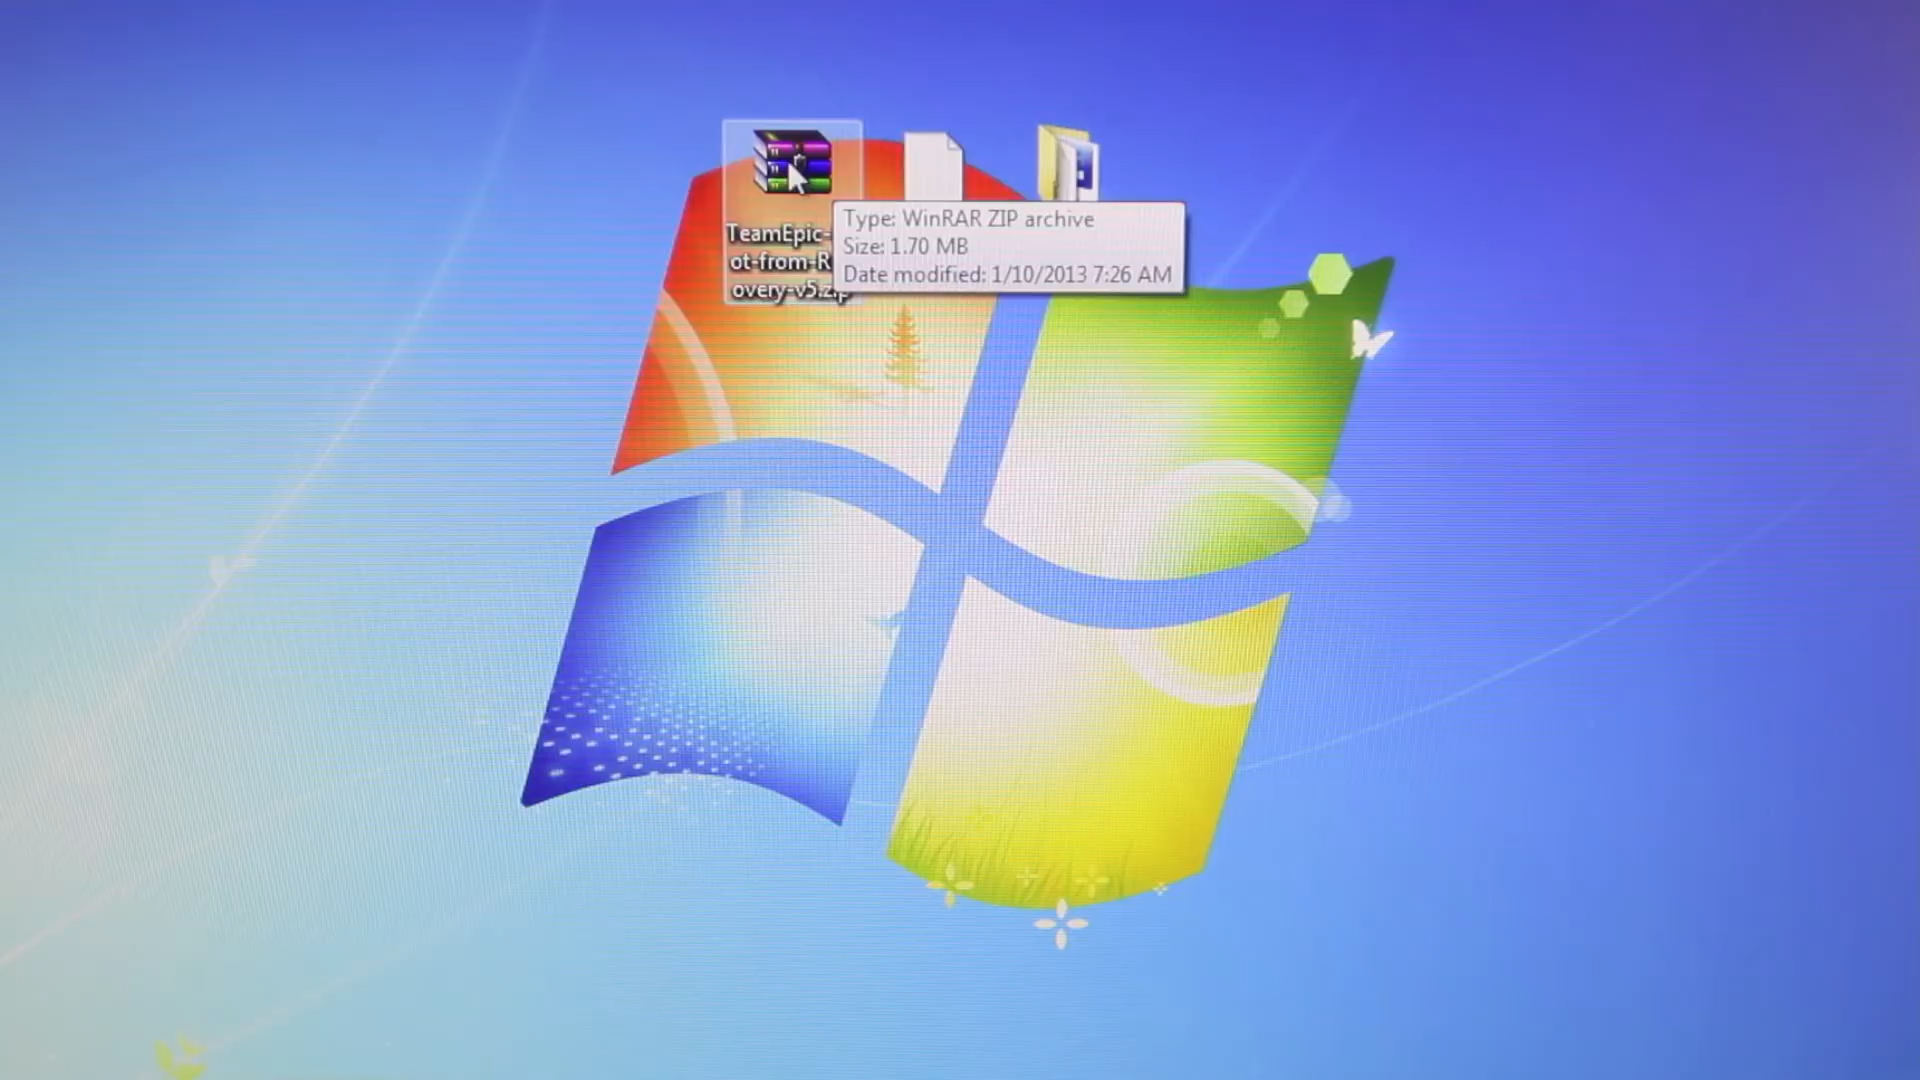 TeamEpic-
ot-from-R
overy-v5.zip
Type: WinRAR ZIP archive
Size: 1.70 MB
Date modified: 1/10/2013 7:26 AM